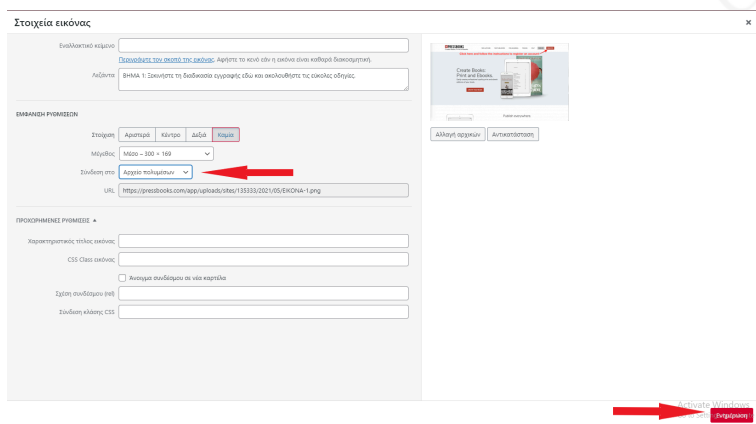 Στοιχεία εικόνας
Εναλλακτικό κείμενο
Περιγράψτε τον σκοπό της εικόνας. Αφήστε το κενό εάν η εικόνα είναι καθαρά διακοσμητική.
Λεζάντα
ΒΗΜΑ 1: Ξεκινήστε τη διαδικασία εγγραφής εδώ και ακολουθήστε τις εύκολες οδηγίες.
ΕΜΦΑΝΙΣΗ ΡΥΘΜΙΣΕΩΝ
Στοίχιση Αριστερά Κέντρο Δεξιά Καμία
Αλλαγή αρχικών Αντικατάσταση
Μέγεθος Μέσο – 300 × 169
Σύνδεση στο Αρχείο πολυμέσων
URL https://pressbooks.com/app/uploads/sites/135333/2021/05/ΕΙΚΟΝΑ-1.png
ΠΡΟΧΩΡΗΜΕΝΕΣ ΡΥΘΜΙΣΕΙΣ
Χαρακτηριστικός τίτλος εικόνας
CSS Class εικόνας
Άνοιγμα συνδέσμου σε νέα καρτέλα
Σχέση συνδέσμου (rel)
Σύνδεση κλάσης CSS
PRESSBOOKS
Create Books.
Print and Ebooks.
Activate Windows
Ενημέρωση